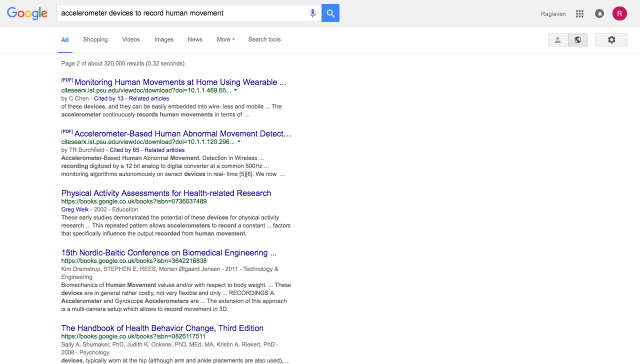 Google
accelerometer devices to record human movement
Ragiavan
R
All Shopping Videos Images News More Search tools
Page 2 of about 320,000 results (0.32 seconds)
[PDF] Monitoring Human Movements at Home Using Wearable ...
citeseerx.ist.psu.edu/viewdoc/download?doi=10.1.1.469.65...
by C Chen - Cited by 13 - Related articles
of these devices, and they can be easily embedded into wire- less and mobile ... The
accelerometer continuously records human movements in terms of ...
[PDF] Accelerometer-Based Human Abnormal Movement Detect...
citeseerx.ist.psu.edu/viewdoc/download?doi=10.1.1.120.296...
by TR Burchfield - Cited by 65 - Related articles
Accelerometer-Based Human Abnormal Movement. Detection in Wireless ...
recording digitized by a 12 bit analog to digital converter at a common 500Hz ...
monitoring algorithms autonomously on sensor devices in real- time [5][6]. We now ...
Physical Activity Assessments for Health-related Research
https://books.google.co.uk/books?isbn=0736037489
Greg Welk - 2002 - Education
These early studies demonstrated the potential of these devices for physical activity
research ... This repeated pattern allows accelerometers to record a constant ... factors
that specifically influence the output recorded from human movement.
15th Nordic-Baltic Conference on Biomedical Engineering ...
https://books.google.co.uk/books?isbn=3642216838
Kim Dremstrup, STEPHEN E. REES, Morten Ølgaard Jensen - 2011 - Technology &
Engineering
Biomechanics of Human Movement values and/or with respect to body weight. ... These
devices are in general rather costly, not very flexible and only ... RECORDINGS A.
Accelerometer and Gyroscope Accelerometers are ... The extension of this approach
is a multi-camera setup which allows to record movement in 3D.
The Handbook of Health Behavior Change, Third Edition
https://books.google.co.uk/books?isbn=0826117511
Sally A. Shumaker, PhD, Judith K. Ockene, PhD, MEd, MA, Kristin A. Riekert, PhD -
2008 - Psychology
devices, typically worn at the hip (although arm and ankle placements are also used), ...